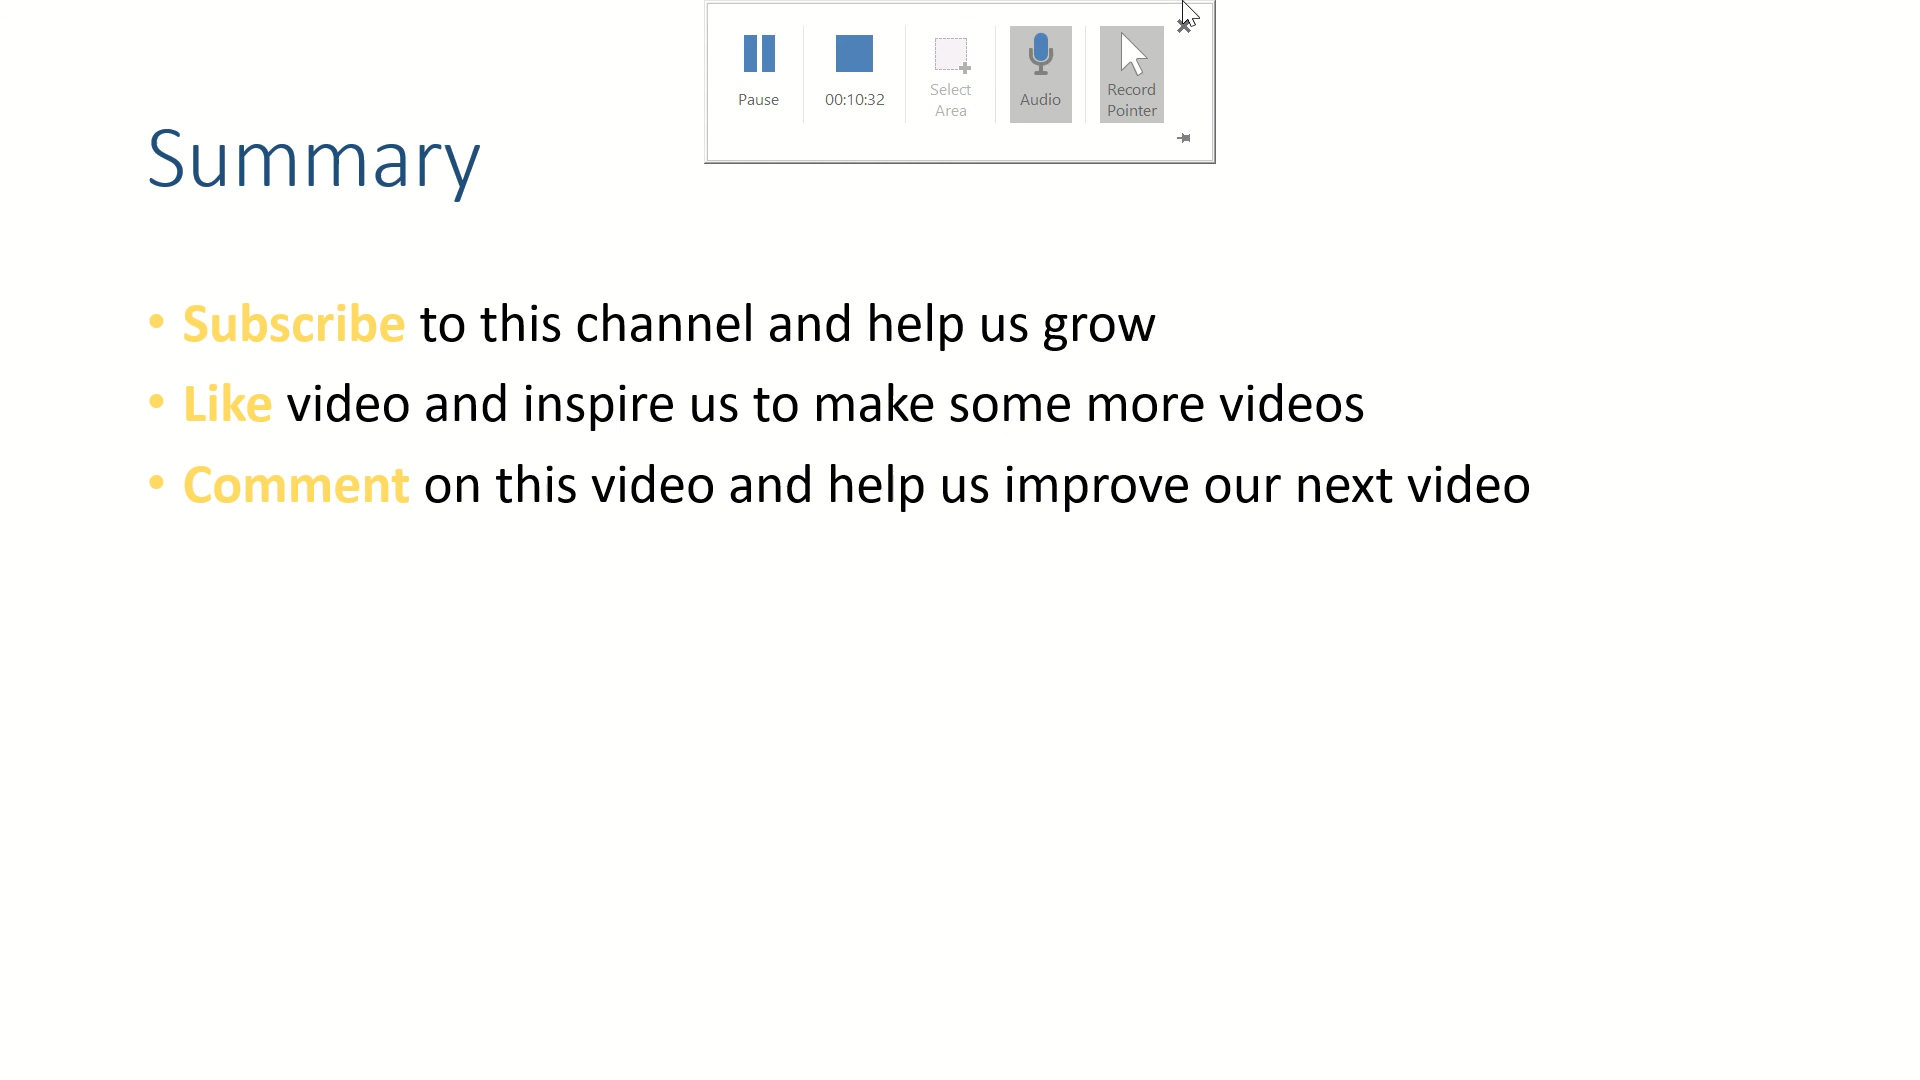 Pause
00:10:32
Select
Area
Audio
Record
Pointer
Summary
• Subscribe to this channel and help us grow
• Like video and inspire us to make some more videos
• Comment on this video and help us improve our next video